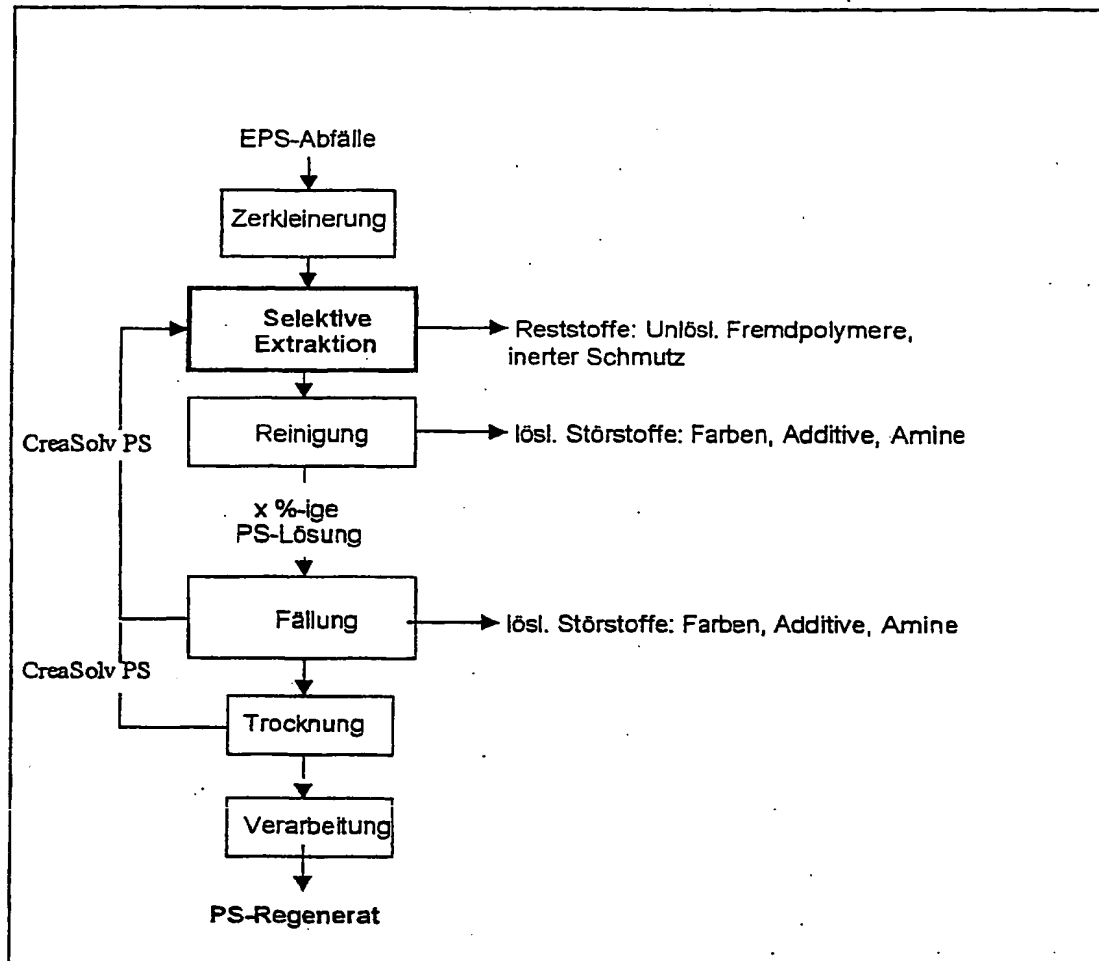 EPS-Abfälle
Zerkleinerung
Selektive
Extraktion
Reststoffe: Unlösl. Fremdpolymere,
inerter Schmutz
Reinigung
lösl. Störstoffe: Farben, Additive, Amine
CreaSolv PS
x %-ige
PS-Lösung
Fällung
lösl. Störstoffe: Farben, Additive, Amine
CreaSolv PS
Trocknung
Verarbeitung
PS-Regenerat